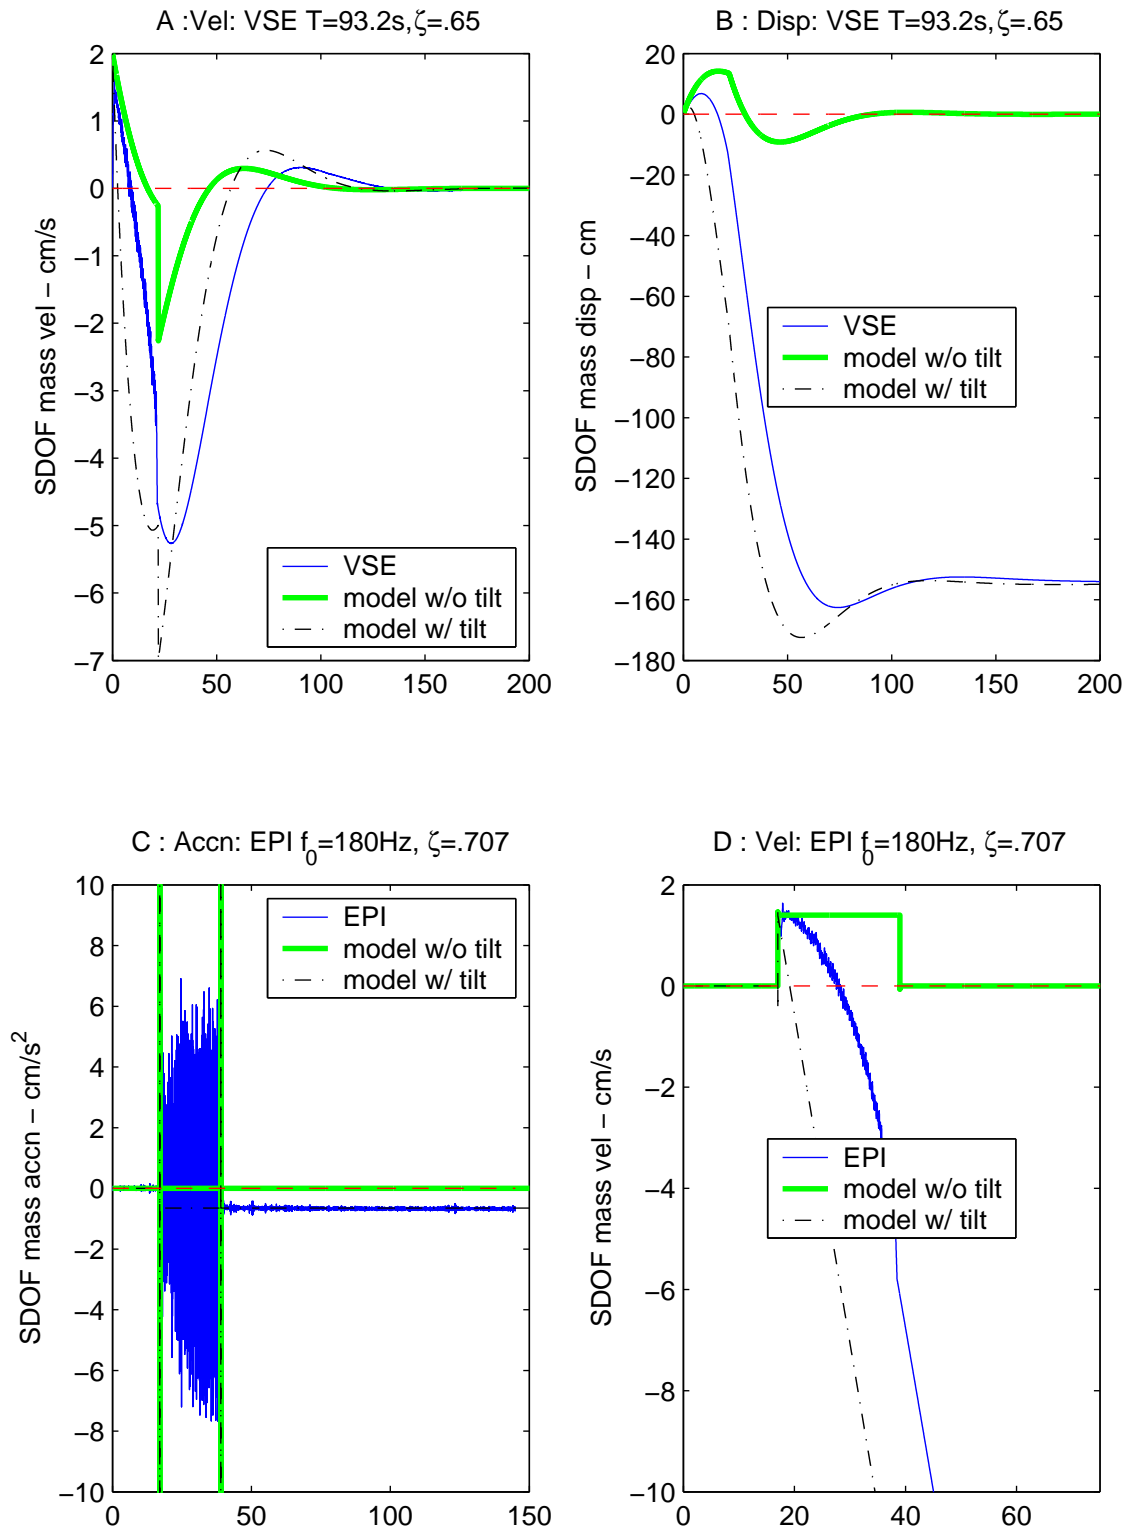 A :Vel: VSE T=93.2s,ζ=.65
2
1
0
−1
−2
−3
−4
−5
−6
−7
SDOF mass vel − cm/s
VSE
model w/o tilt
model w/ tilt
0
50
100
150
200
B : Disp: VSE T=93.2s,ζ=.65
20
0
−20
−40
−60
−80
−100
−120
−140
−160
−180
SDOF mass disp − cm
VSE
model w/o tilt
model w/ tilt
0
50
100
150
200
C : Accn: EPI f0=180Hz, ζ=.707
10
8
6
4
2
0
−2
−4
−6
−8
−10
SDOF mass accn − cm/s²
EPI
model w/o tilt
model w/ tilt
0
50
100
150
D : Vel: EPI f0=180Hz, ζ=.707
2
0
−2
−4
−6
−8
−10
SDOF mass vel − cm/s
EPI
model w/o tilt
model w/ tilt
0
20
40
60